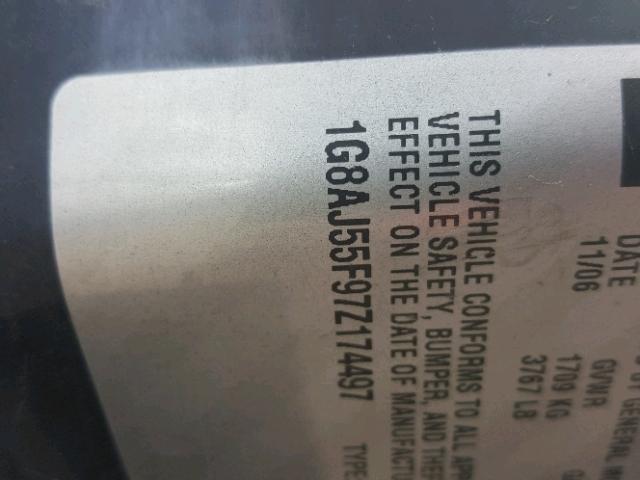 DATE GENERAL
11/06 GVWR
1709 KG
3767 LB
THIS VEHICLE CONFORMS TO ALL
VEHICLE SAFETY, BUMPER, AND
EFFECT ON THE DATE OF
1G8AJ55F97Z174497 TYPE